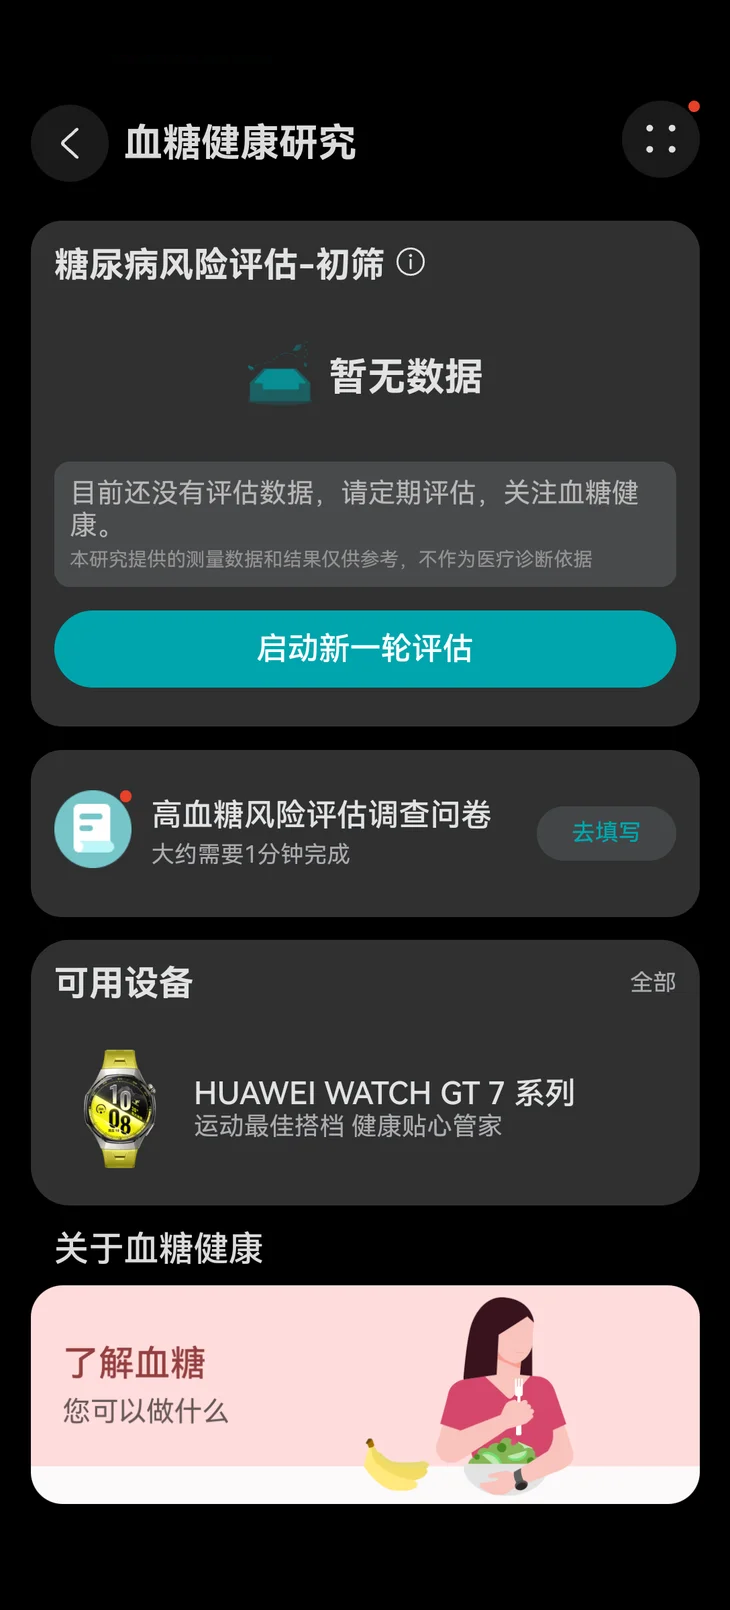 血糖健康研究
糖尿病风险评估-初筛
暂无数据
目前还没有评估数据，请定期评估，关注血糖健
康。
本研究提供的测量数据和结果仅供参考，不作为医疗诊断依据
启动新一轮评估
高血糖风险评估调查问卷
去填写
大约需要1分钟完成
可用设备
全部
10
08
HUAWEI WATCH GT 7 系列
运动最佳搭档 健康贴心管家
关于血糖健康
了解血糖
您可以做什么